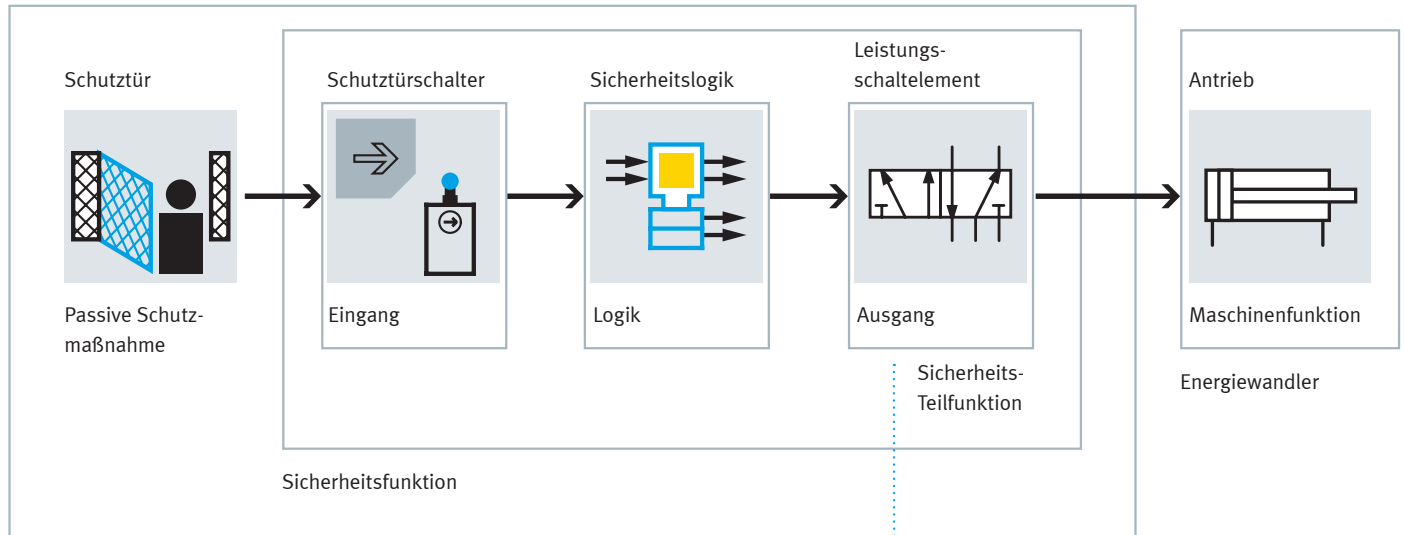 Schutztür
Passive Schutz-
maßnahme
Schutztürschalter
Eingang
Sicherheitslogik
Logik
Leistungs-
schaltelement
Ausgang
Sicherheits-
Teilfunktion
Sicherheitsfunktion
Antrieb
Maschinenfunktion
Energiewandler